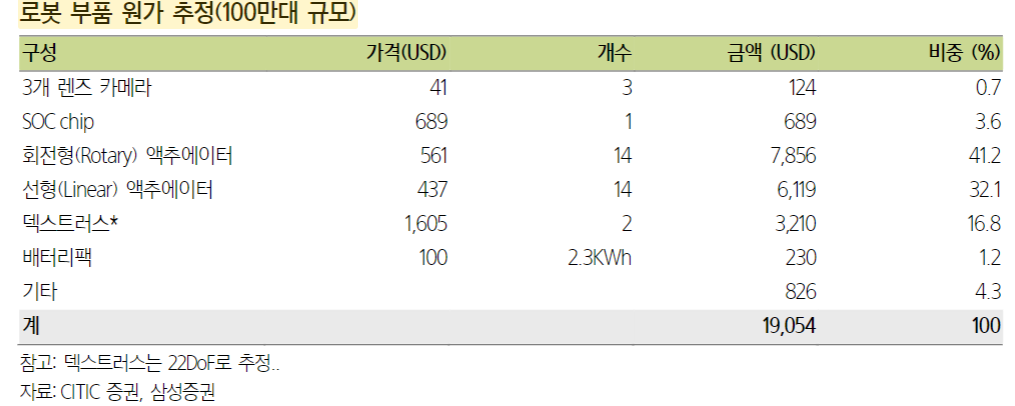 로봇 부품 원가 추정(100만대 규모)
구성 가격(USD) 개수 금액 (USD) 비중 (%)
3개 렌즈 카메라 41 3 124 0.7
SOC chip 689 1 689 3.6
회전형(Rotary) 액추에이터 561 14 7,856 41.2
선형(Linear) 액추에이터 437 14 6,119 32.1
덱스트러스* 1,605 2 3,210 16.8
배터리팩 100 2.3KWh 230 1.2
기타 826 4.3
계 19,054 100
참고: 덱스트러스는 22DoF로 추정..
자료: CITIC 증권, 삼성증권